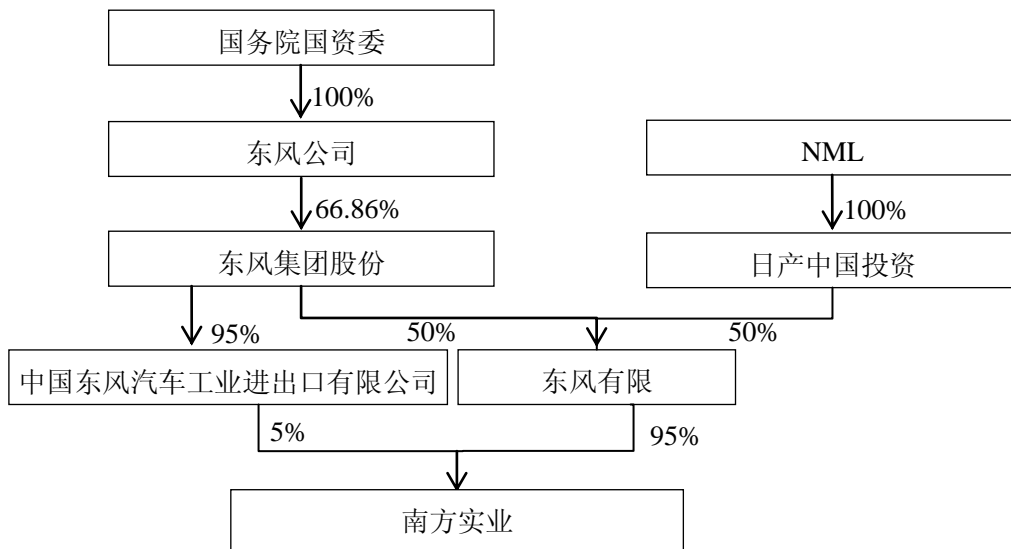 国务院国资委
100%
东风公司
NML
66.86%
100%
东风集团股份
日产中国投资
95%
50%
50%
中国东风汽车工业进出口有限公司
东风有限
5%
95%
南方实业